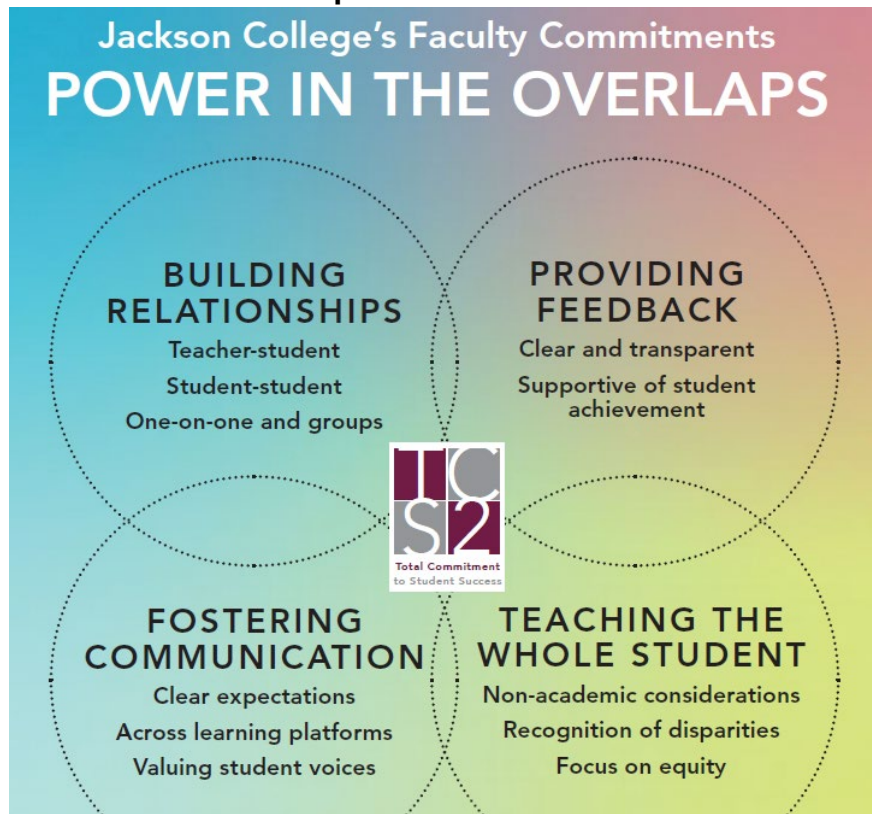 Jackson College's Faculty Commitments
POWER IN THE OVERLAPS
BUILDING
RELATIONSHIPS
Teacher-student
Student-student
One-on-one and groups
PROVIDING
FEEDBACK
Clear and transparent
Supportive of student
achievement
TC
S2
Total Commitment
to Student Success
FOSTERING
COMMUNICATION
Clear expectations
Across learning platforms
Valuing student voices
TEACHING THE
WHOLE STUDENT
Non-academic considerations
Recognition of disparities
Focus on equity